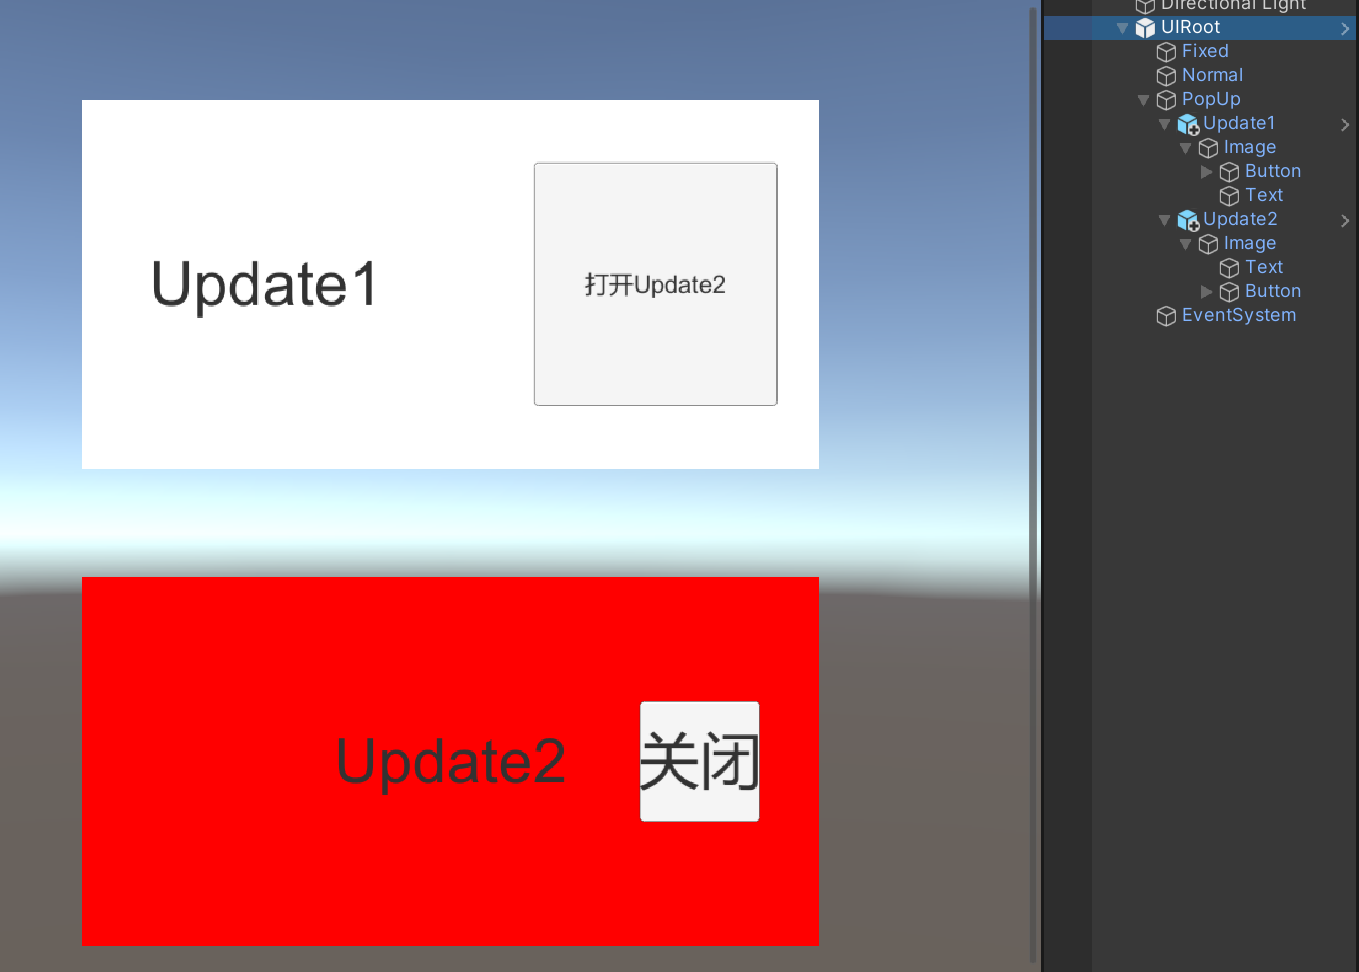 Update1
打开Update2
Update2
关闭
Directional Light
UIRoot
Fixed
Normal
PopUp
Update1
Image
Button
Text
Update2
Image
Text
Button
EventSystem